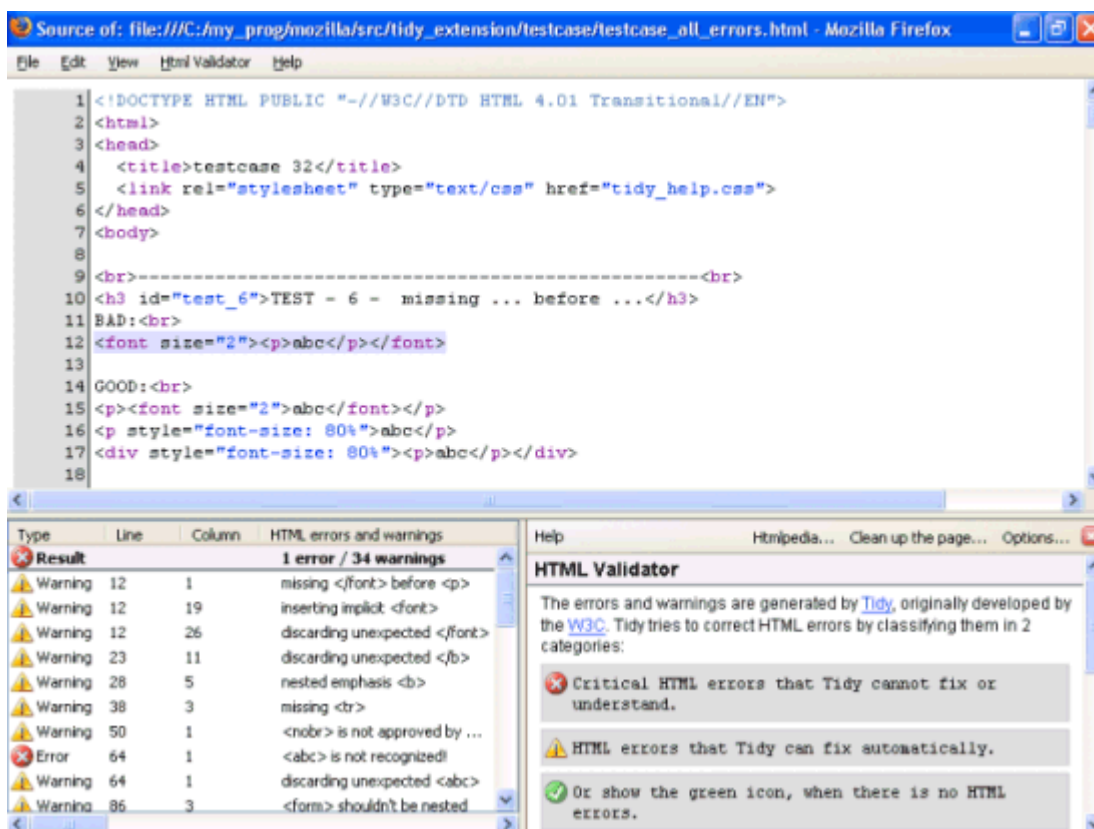 Source of: file:///C:/my_prog/mozilla/src/tidy_extension/testcase/testcase_all_errors.html - Mozilla Firefox
File Edit View Html Validator Help
1 <!DOCTYPE HTML PUBLIC "-//W3C//DTD HTML 4.01 Transitional//EN">
2 <html>
3 <head>
4 <title>testcase 32</title>
5 <link rel="stylesheet" type="text/css" href="tidy_help.css">
6 </head>
7 <body>
8
9 <br>---------------------------------------------------<br>
10 <h3 id="test_6">TEST - 6 - missing ... before ...</h3>
11 BAD:<br>
12 <font size="2"><p>abc</p></font>
13
14 GOOD:<br>
15 <p><font size="2">abc</font></p>
16 <p style="font-size: 80%">abc</p>
17 <div style="font-size: 80%"><p>abc</p></div>
18
Type Line Column HTML errors and warnings
Result 1 error / 34 warnings
Warning 12 1 missing </font> before <p>
Warning 12 19 inserting implicit <font>
Warning 12 26 discarding unexpected </font>
Warning 23 11 discarding unexpected </b>
Warning 28 5 nested emphasis <b>
Warning 38 3 missing <tr>
Warning 50 1 <nobr> is not approved by ...
Error 64 1 <abc> is not recognized!
Warning 64 1 discarding unexpected <abc>
Warning 86 3 <form> shouldn't be nested
Help Htmlpedia... Clean up the page... Options...
HTML Validator
The errors and warnings are generated by Tidy, originally developed by
the W3C. Tidy tries to correct HTML errors by classifying them in 2
categories:
Critical HTML errors that Tidy cannot fix or
understand.
HTML errors that Tidy can fix automatically.
Or show the green icon, when there is no HTML
errors.